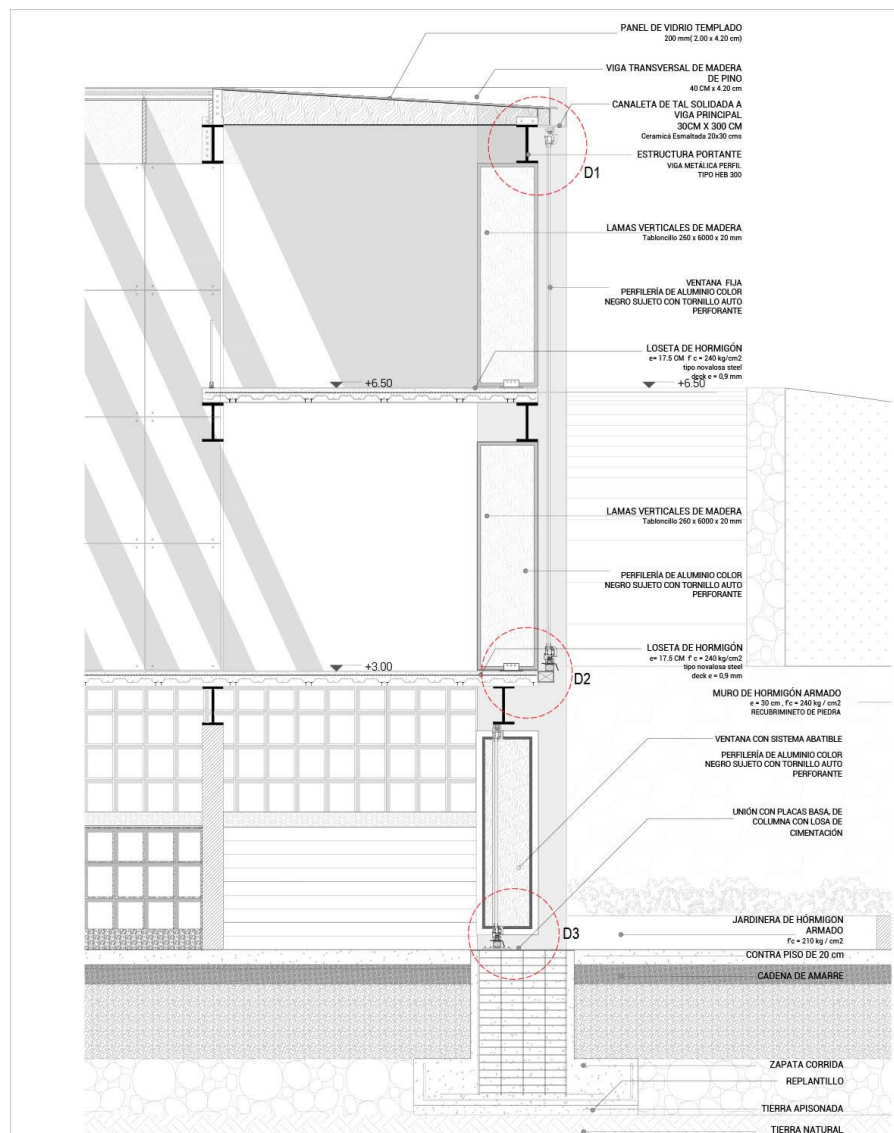 PANEL DE VIDRIO TEMPLADO
200 mm( 2.00 x 4.20 cm)
VIGA TRANSVERSAL DE MADERA
DE PINO
40 CM x 4.20 cm
CANALETA DE TAL SOLIDADA A
VIGA PRINCIPAL
30CM X 300 CM
Ceramicá Esmaltada 20x30 cms
ESTRUCTURA PORTANTE
VIGA METÁLICA PERFIL
TIPO HEB 300
D1
LAMAS VERTICALES DE MADERA
Tabloncillo 260 x 6000 x 20 mm
VENTANA FIJA
PERFILERÍA DE ALUMINIO COLOR
NEGRO SUJETO CON TORNILLO AUTO
PERFORANTE
LOSETA DE HORMIGÓN
e= 17.5 CM f´c = 240 kg/cm2
tipo novalosa steel
deck e = 0,9 mm
+6.50
+6.50
LAMAS VERTICALES DE MADERA
Tabloncillo 260 x 6000 x 20 mm
PERFILERÍA DE ALUMINIO COLOR
NEGRO SUJETO CON TORNILLO AUTO
PERFORANTE
LOSETA DE HORMIGÓN
e= 17.5 CM f´c = 240 kg/cm2
tipo novalosa steel
deck e = 0,9 mm
+3.00
D2
MURO DE HORMIGÓN ARMADO
e = 30 cm , f'c = 240 kg / cm2
RECUBRIMINETO DE PIEDRA
VENTANA CON SISTEMA ABATIBLE
PERFILERÍA DE ALUMINIO COLOR
NEGRO SUJETO CON TORNILLO AUTO
PERFORANTE
UNIÓN CON PLACAS BASA, DE
COLUMNA CON LOSA DE
CIMENTACIÓN
D3
JARDINERA DE HÓRMIGON
ARMADO
f'c = 210 kg / cm2
CONTRA PISO DE 20 cm
CADENA DE AMARRE
ZAPATA CORRIDA
REPLANTILLO
TIERRA APISONADA
TIERRA NATURAL